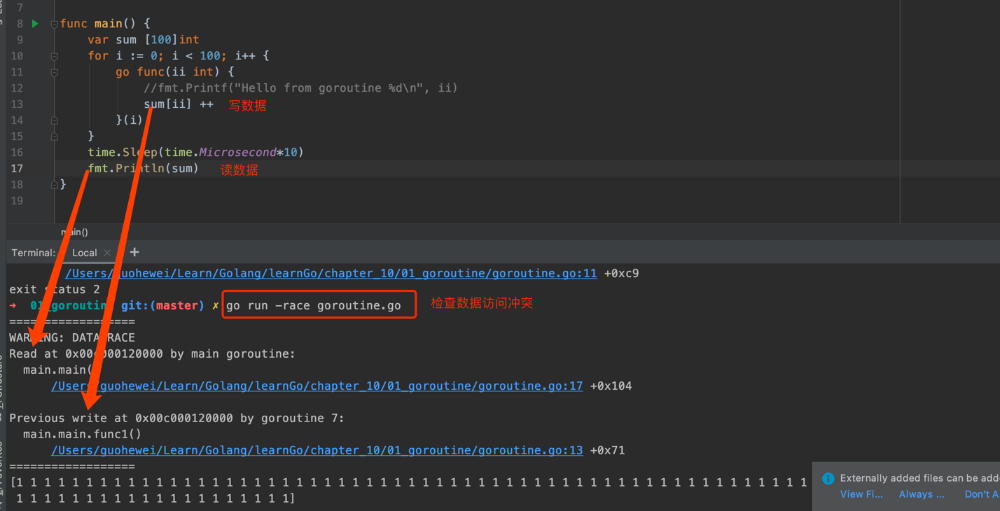 7
8 func main() {
9 var sum [100]int
10 for i := 0; i < 100; i++ {
11 go func(ii int) {
12 //fmt.Printf("Hello from goroutine %d\n", ii)
13 sum[ii] ++ 写数据
14 }(i)
15 }
16 time.Sleep(time.Microsecond*10)
17 fmt.Println(sum) 读数据
18 }
19
main()
Terminal: Local × +
/Users/guohewei/Learn/Golang/learnGo/chapter_10/01_goroutine/goroutine.go:11 +0xc9
exit status 2
➜ 01_goroutin git:(master) ✗ go run -race goroutine.go 检查数据访问冲突
==================
WARNING: DATA RACE
Read at 0x00c000120000 by main goroutine:
main.main(
/Users/guohewei/Learn/Golang/learnGo/chapter_10/01_goroutine/goroutine.go:17 +0x104
Previous write at 0x00c000120000 by goroutine 7:
main.main.func1()
/Users/guohewei/Learn/Golang/learnGo/chapter_10/01_goroutine/goroutine.go:13 +0x71
==================
[1 1 1 1 1 1 1 1 1 1 1 1 1 1 1 1 1 1 1 1 1 1 1 1 1 1 1 1 1 1 1 1 1 1 1 1 1 1 1 1 1 1 1 1 1 1 1 1 1 1 1 1 1 1 1 1 1
1 1 1 1 1 1 1 1 1 1 1 1 1 1 1 1 1 1 1 1]
Externally added files can be add
View Fi... Always ... Don't A